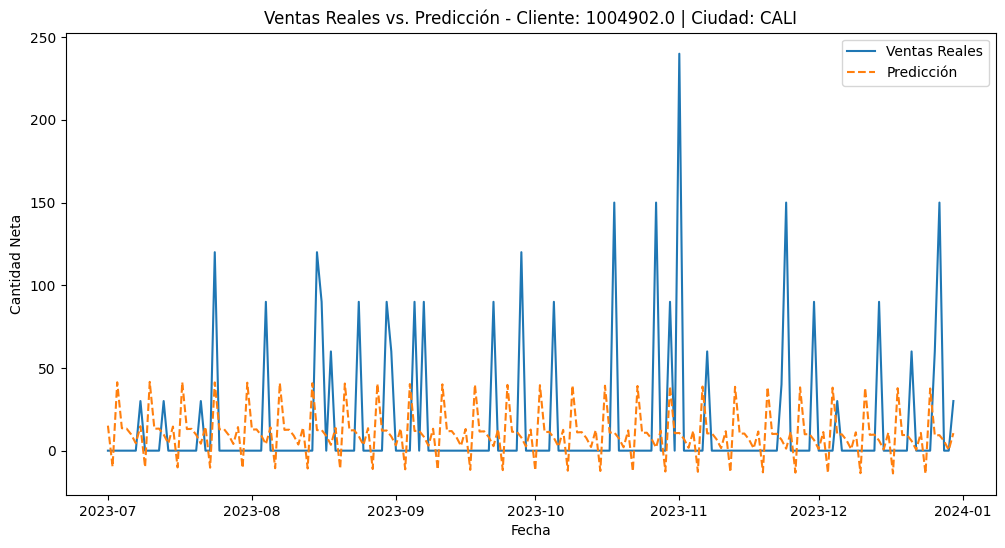 Ventas Reales vs. Predicción - Cliente: 1004902.0 | Ciudad: CALI
Ventas Reales
Predicción
Cantidad Neta
250
200
150
100
50
0
2023-07
2023-08
2023-09
2023-10
2023-11
2023-12
2024-01
Fecha